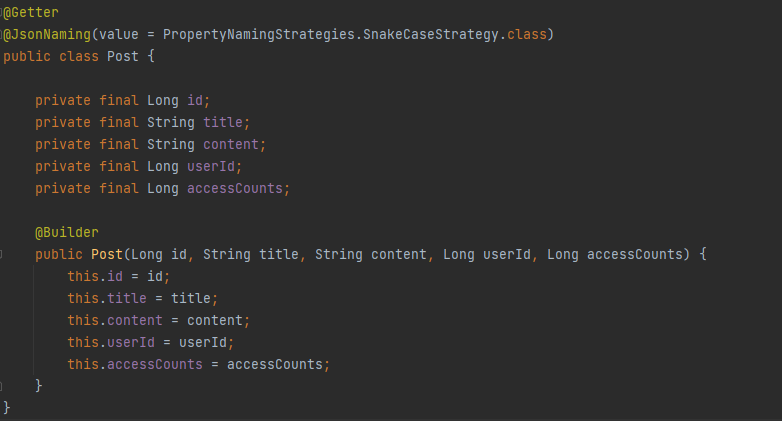 @Getter
@JsonNaming(value = PropertyNamingStrategies.SnakeCaseStrategy.class)
public class Post {
private final Long id;
private final String title;
private final String content;
private final Long userId;
private final Long accessCounts;
@Builder
public Post(Long id, String title, String content, Long userId, Long accessCounts) {
this.id = id;
this.title = title;
this.content = content;
this.userId = userId;
this.accessCounts = accessCounts;
}
}